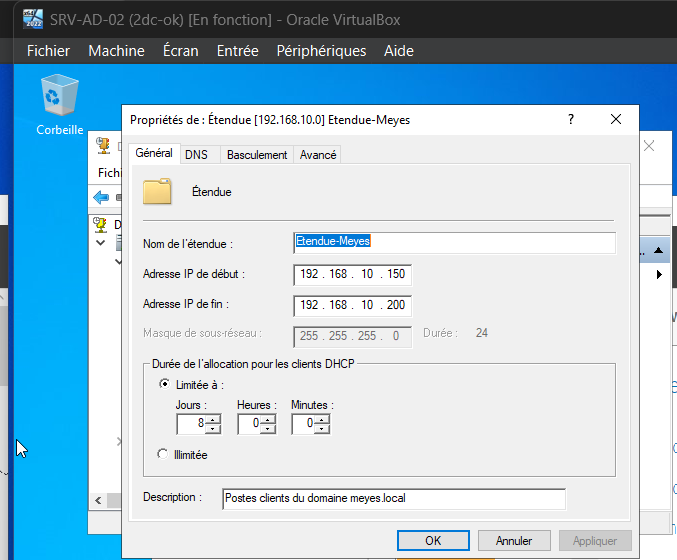 x64
2022
SRV-AD-02 (2dc-ok) [En fonction] - Oracle VirtualBox
Fichier Machine Écran Entrée Périphériques Aide
Corbeille
Propriétés de : Étendue [192.168.10.0] Etendue-Meyes ?
Fichi
Général DNS Basculement Avancé
Étendue
D
Nom de l'étendue : Etendue-Meyes
Adresse IP de début : 192 . 168 . 10 . 150
Adresse IP de fin : 192 . 168 . 10 . 200
Masque de sous-réseau : 255 . 255 . 255 . 0 Durée : 24
Durée de l'allocation pour les clients DHCP
Limitée à :
Jours : Heures : Minutes :
8 0 0
Illimitée
Description : Postes clients du domaine meyes.local
OK Annuler Appliquer